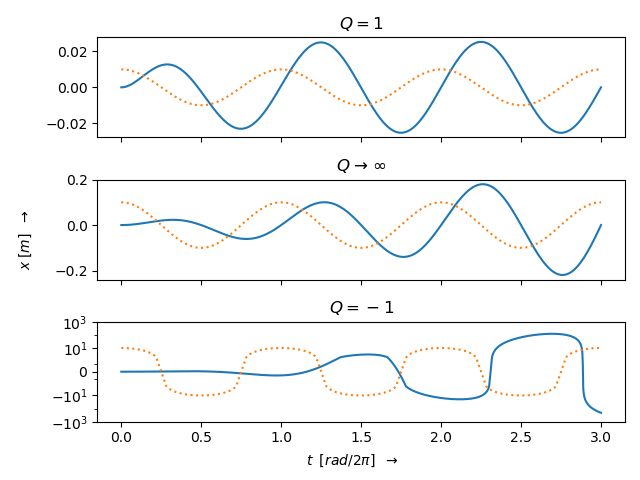 Q = 1
0.02
0.00
−0.02
Q → ∞
0.2
0.0
−0.2
x [m] →
Q = −1
10³
10¹
0
−10¹
−10³
0.0 0.5 1.0 1.5 2.0 2.5 3.0
t [rad/2π] →